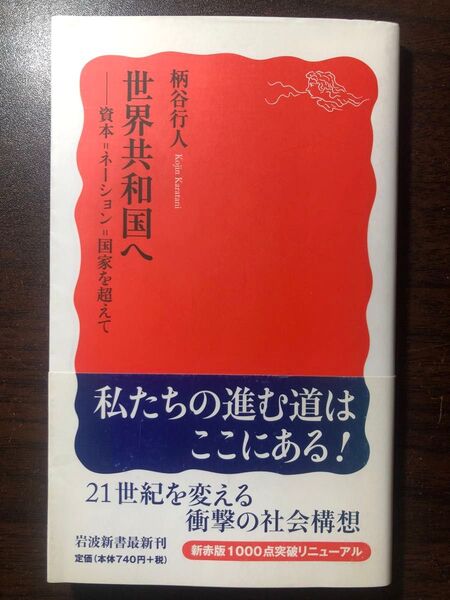 柄谷行人 Kojin Karatani
世界共和国へ
――資本=ネーション=国家を超えて
私たちの進む道は
ここにある!
21世紀を変える
衝撃の社会構想
岩波新書最新刊
定価(本体740円+税)
新赤版1000点突破リニューアル